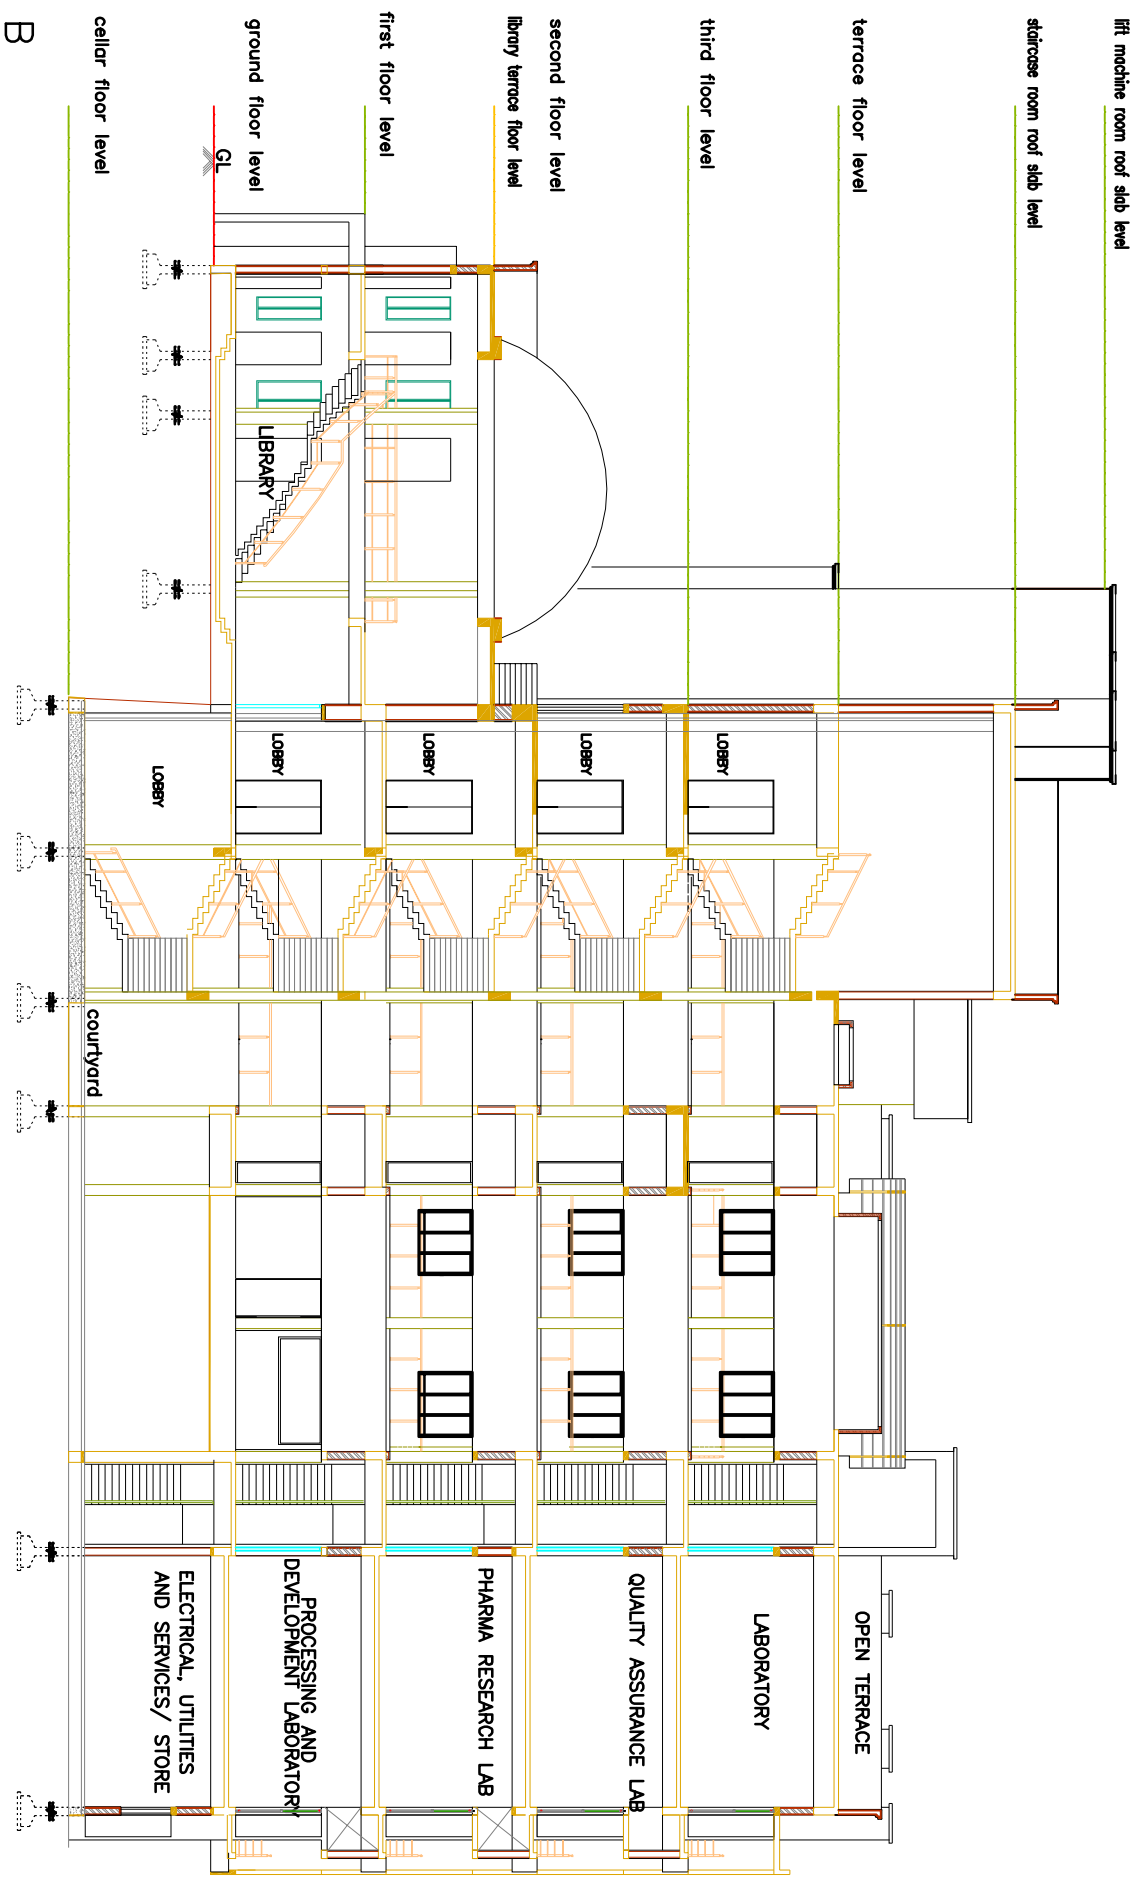 lift machine room roof slab level
staircase room roof slab level
terrace floor level
third floor level
second floor level
library terrace floor level
first floor level
ground floor level
GL
cellar floor level
B
LIBRARY
LOBBY
LOBBY
LOBBY
LOBBY
LOBBY
courtyard
OPEN TERRACE
LABORATORY
QUALITY ASSURANCE LAB
PHARMA RESEARCH LAB
PROCESSING AND
DEVELOPMENT LABORATORY
ELECTRICAL, UTILITIES
AND SERVICES/ STORE